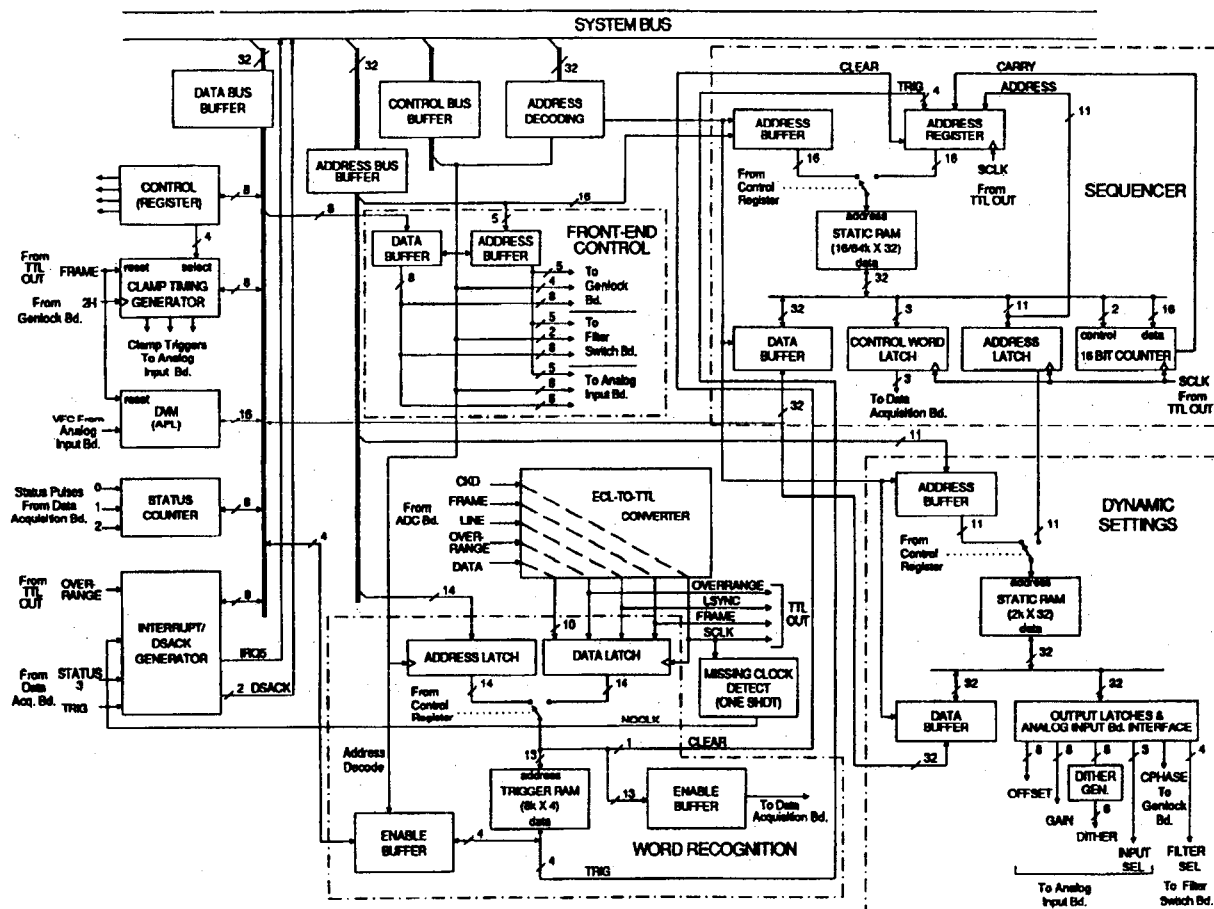 SYSTEM BUS
32
32
32
DATA BUS
BUFFER
CONTROL BUS
BUFFER
ADDRESS
DECODING
ADDRESS BUS
BUFFER
CONTROL
(REGISTER)
8
4
From
TTL
OUT
FRAME
reset
select
CLAMP TIMING
GENERATOR
8
From
2H
Genlock Bd.
Clamp Triggers
To Analog
Input Bd.
reset
DVM
(APL)
16
VFC From
Analog
Input Bd.
Status Pulses
From Data
Acquisition Bd.
0
1
2
STATUS
COUNTER
8
4
From
TTL
OUT
OVER-
RANGE
INTERRUPT/
DSACK
GENERATOR
8
IRQ5
2
DSACK
From
Data
Acq. Bd.
STATUS
3
TRIG
8
16
5
FRONT-END
CONTROL
DATA
BUFFER
ADDRESS
BUFFER
8
5
4
8
To
Genlock
Bd.
5
2
8
To
Filter
Switch Bd.
5
8
6
To Analog
Input Bd.
CLEAR
TRIG
4
CARRY
ADDRESS
11
ADDRESS
BUFFER
ADDRESS
REGISTER
16
16
SCLK
From
TTL OUT
From
Control
Register
SEQUENCER
address
STATIC RAM
(16/64k X 32)
data
32
32
3
11
2
16
DATA
BUFFER
CONTROL WORD
LATCH
ADDRESS
LATCH
control
data
16 BIT COUNTER
3
To Data
Acquisition Bd.
SCLK
From
TTL OUT
32
11
From
ADC Bd.
CKD
FRAME
LINE
OVER-
RANGE
DATA
ECL-TO-TTL
CONVERTER
OVERRANGE
LSYNC
FRAME
SCLK
TTL
OUT
14
10
ADDRESS LATCH
DATA LATCH
MISSING CLOCK
DETECT
(ONE SHOT)
14
14
From
Control
Register
NOCLK
1
CLEAR
Address
Decode
13
address
TRIGGER RAM
(8k X 4)
data
13
ENABLE
BUFFER
To Data
Acquisition Bd.
ENABLE
BUFFER
4
WORD RECOGNITION
4
TRIG
ADDRESS
BUFFER
DYNAMIC
SETTINGS
11
11
From
Control
Register
address
STATIC RAM
(2k X 32)
data
32
32
32
DATA
BUFFER
OUTPUT LATCHES &
ANALOG INPUT Bd. INTERFACE
32
8
8
8
3
4
OFFSET
GAIN
DITHER
GEN.
6
DITHER
INPUT
SEL
CPHASE
To
Genlock
Bd.
FILTER
SEL
To Analog
Input Bd.
To Filter
Switch Bd.